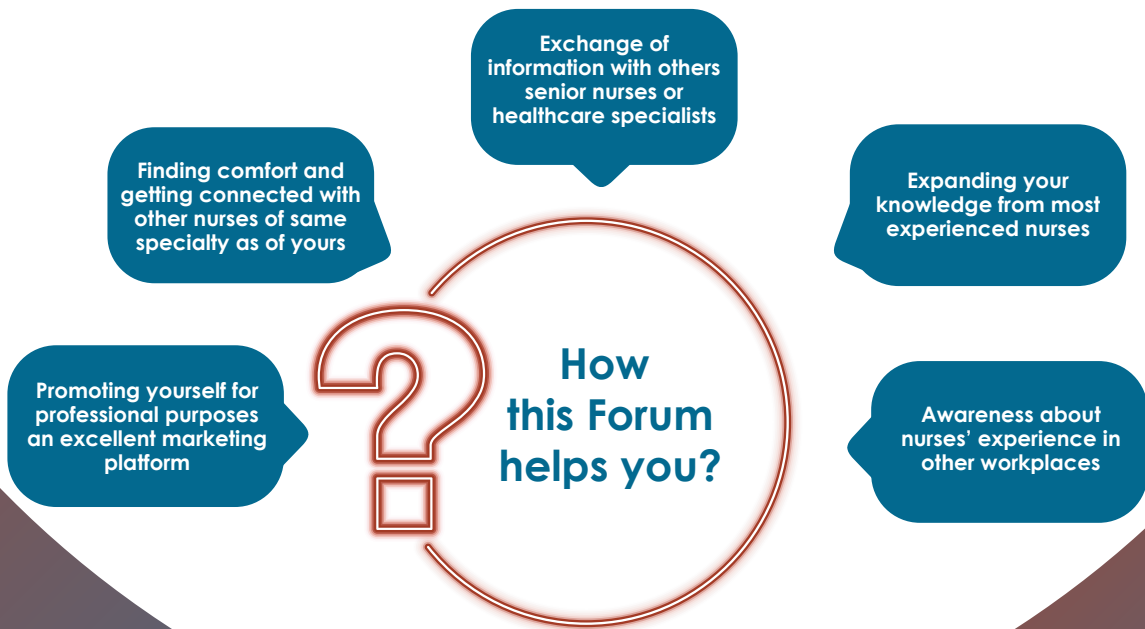 Exchange of
information with others
senior nurses or
healthcare specialists
Finding comfort and
getting connected with
other nurses of same
specialty as of yours
Expanding your
knowledge from most
experienced nurses
Promoting yourself for
professional purposes
an excellent marketing
platform
How
this Forum
helps you?
Awareness about
nurses’ experience in
other workplaces